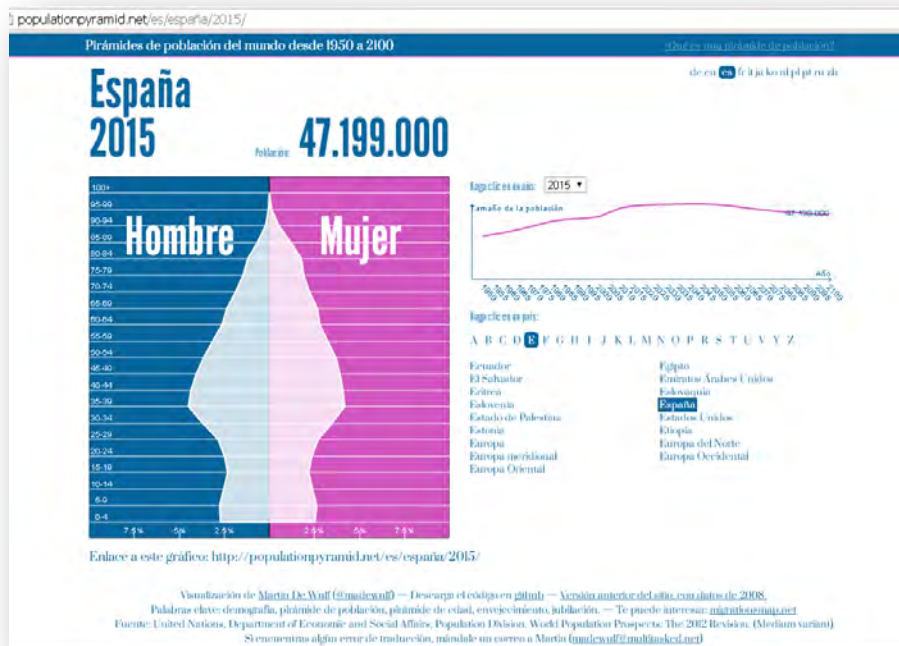 populationpyramid.net/es/españa/2015/
Pirámides de población del mundo desde 1950 a 2100
¿Qué es una pirámide de población?
de en es fr it ja ko nl pl pt ru zh
España
2015
Población: 47.199.000
Haga clic en un año: 2015
Tamaño de la población
47.199.000
Año
100+
95-99
90-94
85-89
80-84
75-79
70-74
65-69
60-64
55-59
50-54
45-49
40-44
35-39
30-34
25-29
20-24
15-19
10-14
5-9
0-4
Hombre
Mujer
7.5% 5% 2.5% 2.5% 5% 7.5%
Haga clic en un país:
A B C D E F G H I J K L M N O P R S T U V Y Z
Ecuador
El Salvador
Eritrea
Eslovenia
Estado de Palestina
Estonia
Europa
Europa meridional
Europa Oriental
Egipto
Emiratos Árabes Unidos
Eslovaquia
España
Estados Unidos
Etiopía
Europa del Norte
Europa Occidental
Enlace a este gráfico: http://populationpyramid.net/es/españa/2015/
Visualización de Martin De Wulf (@madewulf) — Descarga el código en github — Versión anterior del sitio, con datos de 2008.
Palabras clave: demografía, pirámide de población, pirámide de edad, envejecimiento, jubilación. — Te puede interesar: migrationsmap.net
Fuente: United Nations, Department of Economic and Social Affairs, Population Division. World Population Prospects: The 2012 Revision. (Medium variant)
Si encuentras algún error de traducción, mándale un correo a Martin (madewulf@multitasked.net)